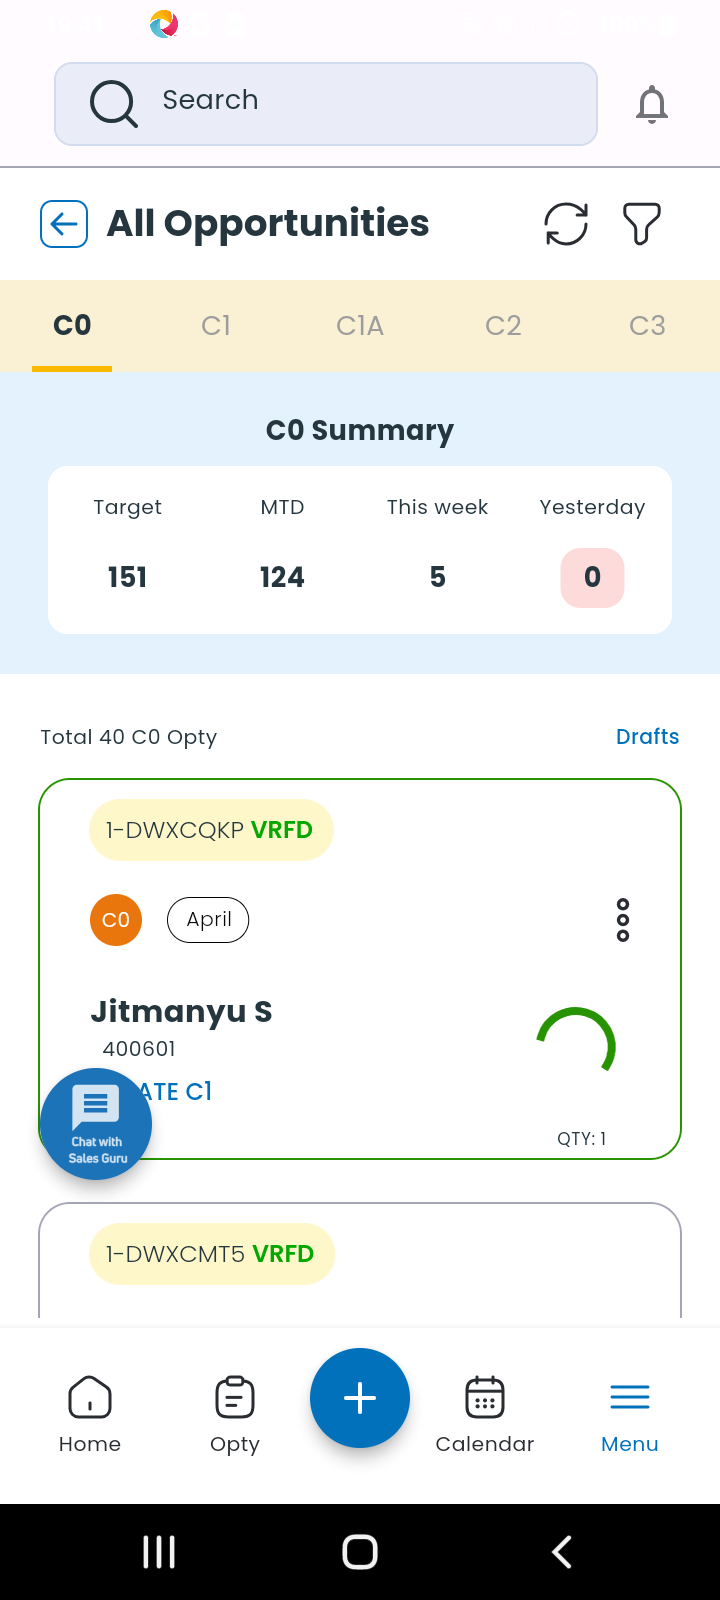 Search
All Opportunities
C0 C1 C1A C2 C3
C0 Summary
Target MTD This week Yesterday
151 124 5 0
Total 40 C0 Opty Drafts
1-DWXCQKP VRFD
C0 April
Jitmanyu S
400601
ATE C1
Chat with
Sales Guru
QTY: 1
1-DWXCMT5 VRFD
Home Opty Calendar Menu